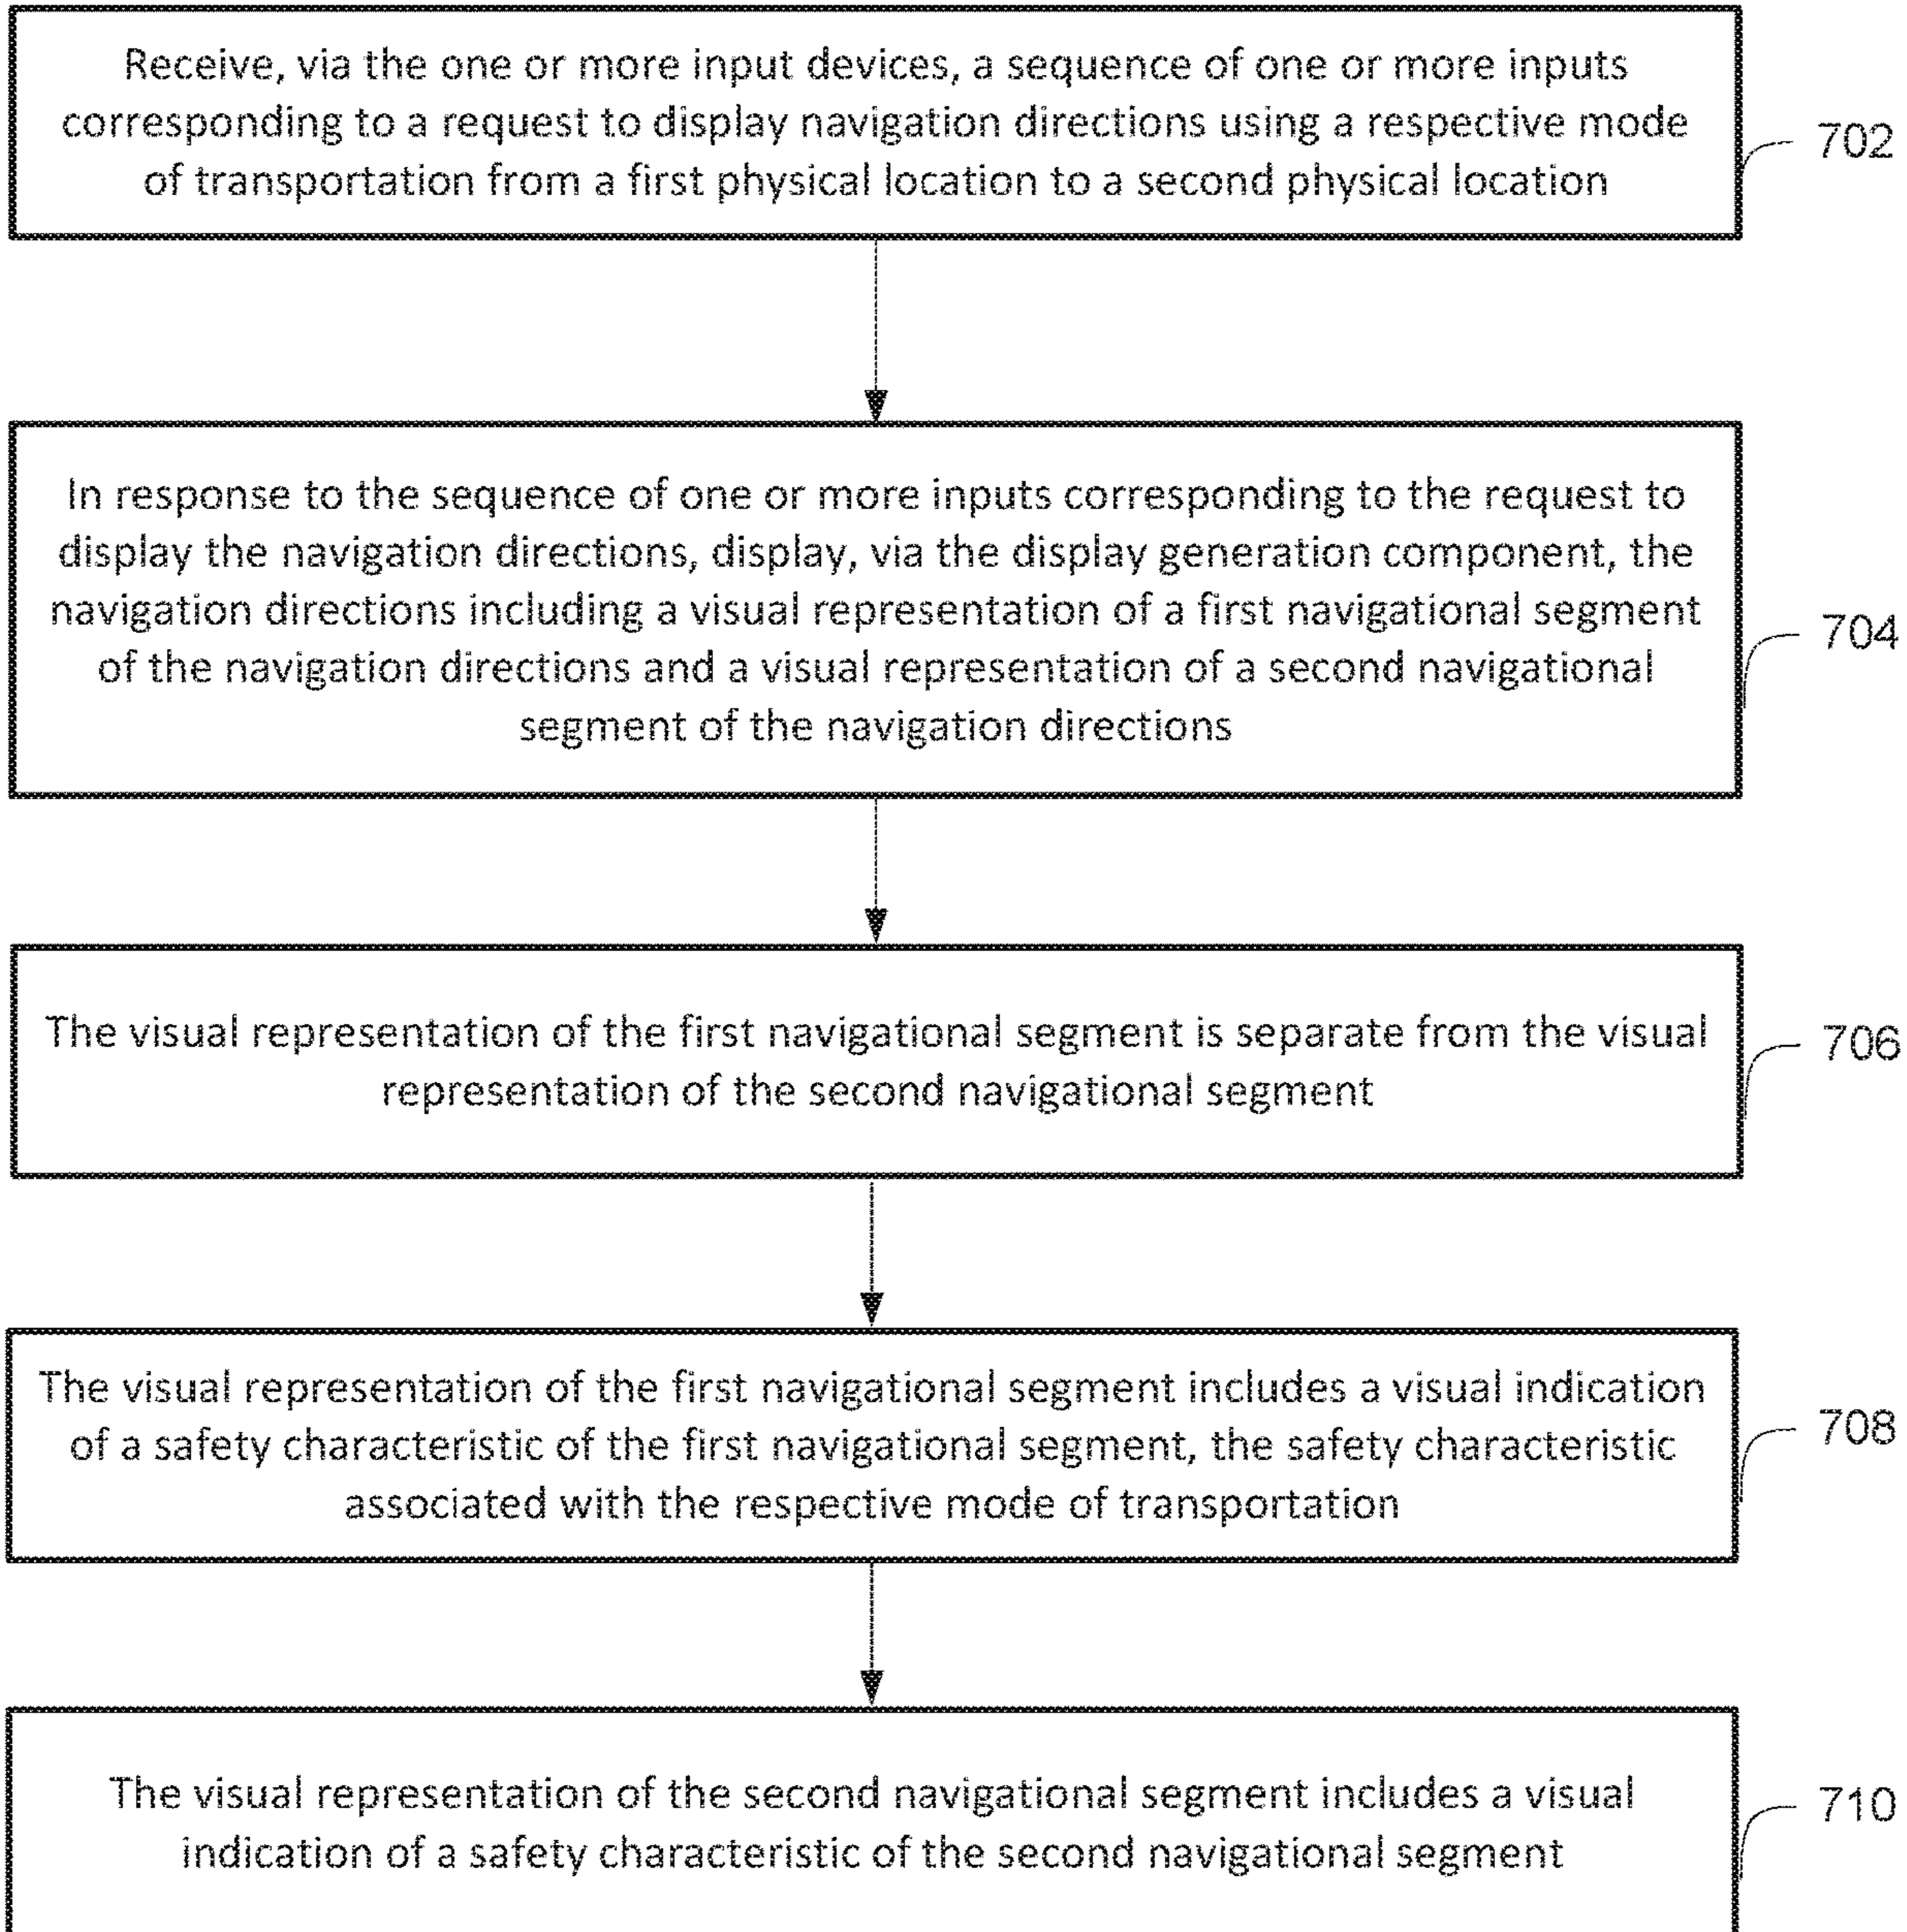 Receive, via the one or more input devices, a sequence of one or more inputs
corresponding to a request to display navigation directions using a respective mode
of transportation from a first physical location to a second physical location
702
In response to the sequence of one or more inputs corresponding to the request to
display the navigation directions, display, via the display generation component, the
navigation directions including a visual representation of a first navigational segment
of the navigation directions and a visual representation of a second navigational
segment of the navigation directions
704
The visual representation of the first navigational segment is separate from the visual
representation of the second navigational segment
706
The visual representation of the first navigational segment includes a visual indication
of a safety characteristic of the first navigational segment, the safety characteristic
associated with the respective mode of transportation
708
The visual representation of the second navigational segment includes a visual
indication of a safety characteristic of the second navigational segment
710